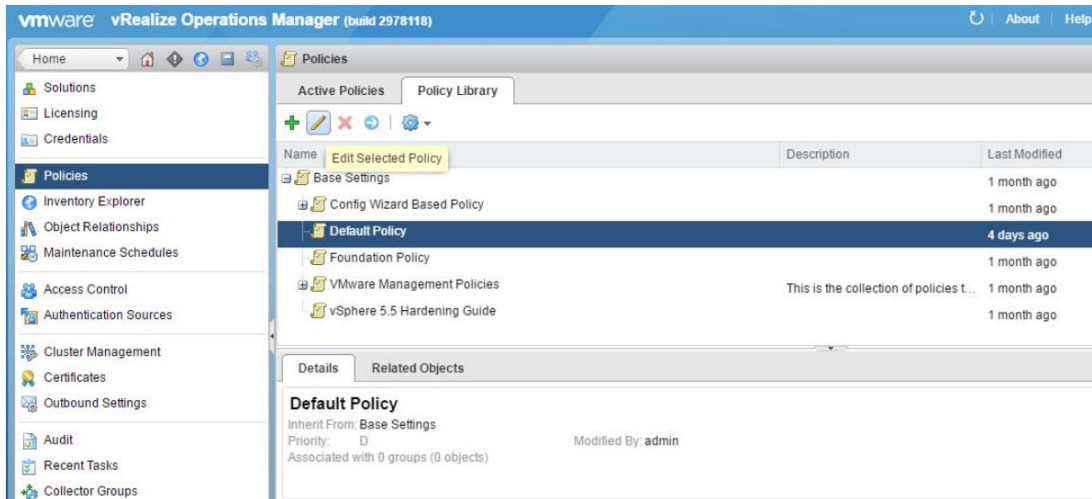 vmware vRealize Operations Manager (build 2978118)
About
Help
Home
Solutions
Licensing
Credentials
Policies
Inventory Explorer
Object Relationships
Maintenance Schedules
Access Control
Authentication Sources
Cluster Management
Certificates
Outbound Settings
Audit
Recent Tasks
Collector Groups
Policies
Active Policies
Policy Library
Name
Edit Selected Policy
Description
Last Modified
Base Settings
1 month ago
Config Wizard Based Policy
1 month ago
Default Policy
4 days ago
Foundation Policy
1 month ago
VMware Management Policies
This is the collection of policies t...
1 month ago
vSphere 5.5 Hardening Guide
1 month ago
Details
Related Objects
Default Policy
Inherit From: Base Settings
Priority: D
Modified By: admin
Associated with 0 groups (0 objects)